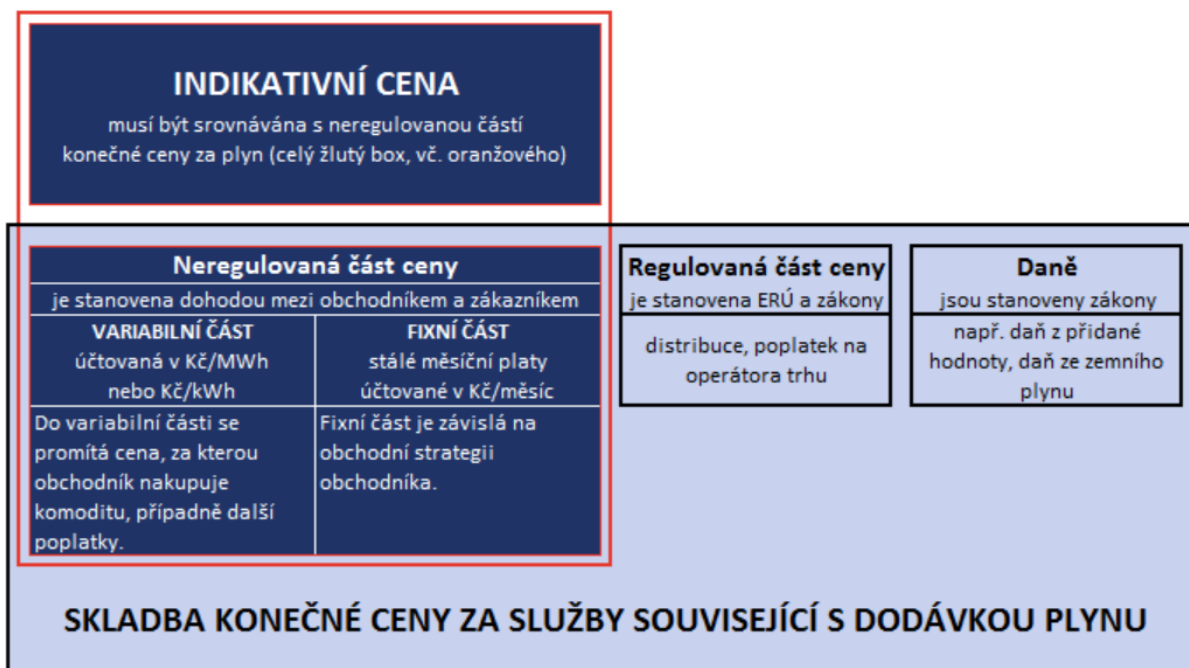 INDIKATIVNÍ CENA
musí být srovnávána s neregulovanou částí
konečné ceny za plyn (celý žlutý box, vč. oranžového)
Neregulovaná část ceny
je stanovena dohodou mezi obchodníkem a zákazníkem
VARIABILNÍ ČÁST
účtovaná v Kč/MWh
nebo Kč/kWh
Do variabilní části se
promítá cena, za kterou
obchodník nakupuje
komoditu, případně další
poplatky.
FIXNÍ ČÁST
stálé měsíční platy
účtované v Kč/měsíc
Fixní část je závislá na
obchodní strategii
obchodníka.
Regulovaná část ceny
je stanovena ERÚ a zákony
distribuce, poplatek na
operátora trhu
Daně
jsou stanoveny zákony
např. daň z přidané
hodnoty, daň ze zemního
plynu
SKLADBA KONEČNÉ CENY ZA SLUŽBY SOUVISEJÍCÍ S DODÁVKOU PLYNU